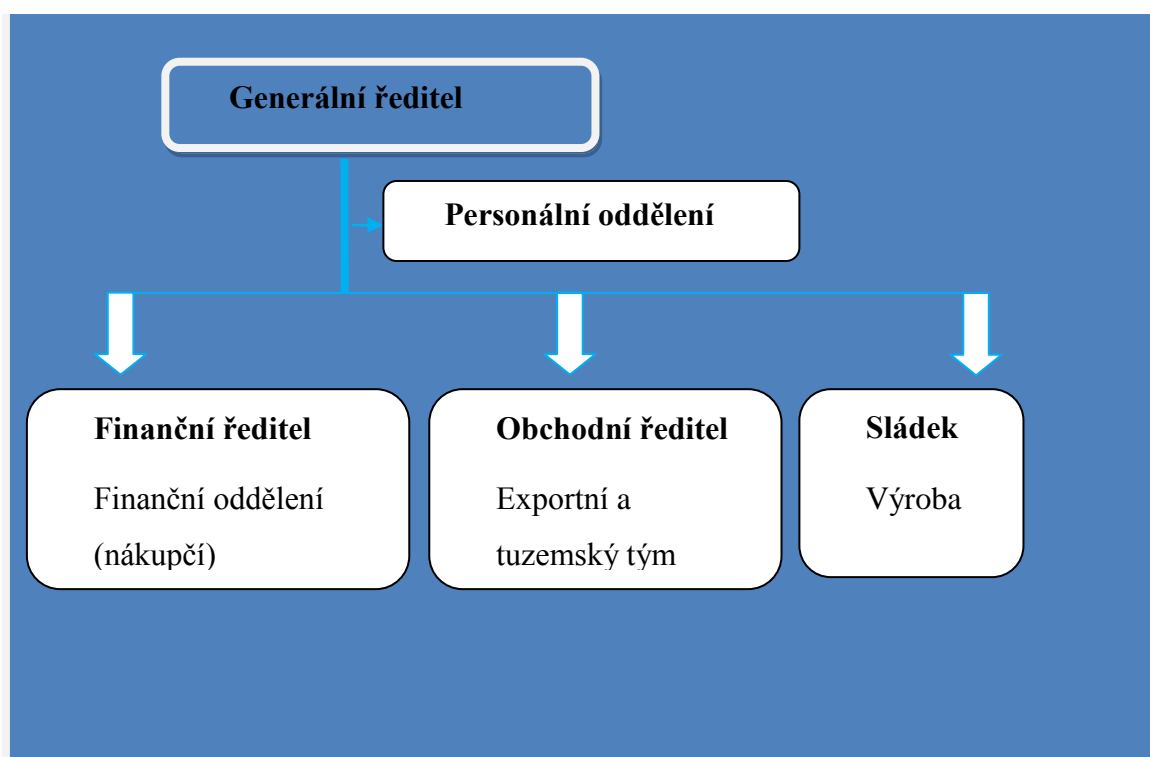 Generální ředitel
Personální oddělení
Finanční ředitel
Finanční oddělení
(nákupčí)
Obchodní ředitel
Exportní a
tuzemský tým
Sládek
Výroba